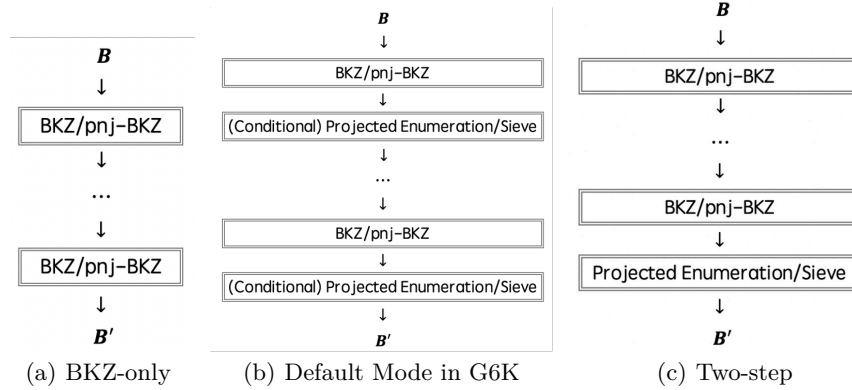 B
↓
BKZ/pnj-BKZ
↓
...
↓
BKZ/pnj-BKZ
↓
B'
(a) BKZ-only
B
↓
BKZ/pnj-BKZ
↓
(Conditional) Projected Enumeration/Sieve
↓
...
↓
BKZ/pnj-BKZ
↓
(Conditional) Projected Enumeration/Sieve
↓
B'
(b) Default Mode in G6K
B
↓
BKZ/pnj-BKZ
↓
...
↓
BKZ/pnj-BKZ
↓
Projected Enumeration/Sieve
↓
B'
(c) Two-step